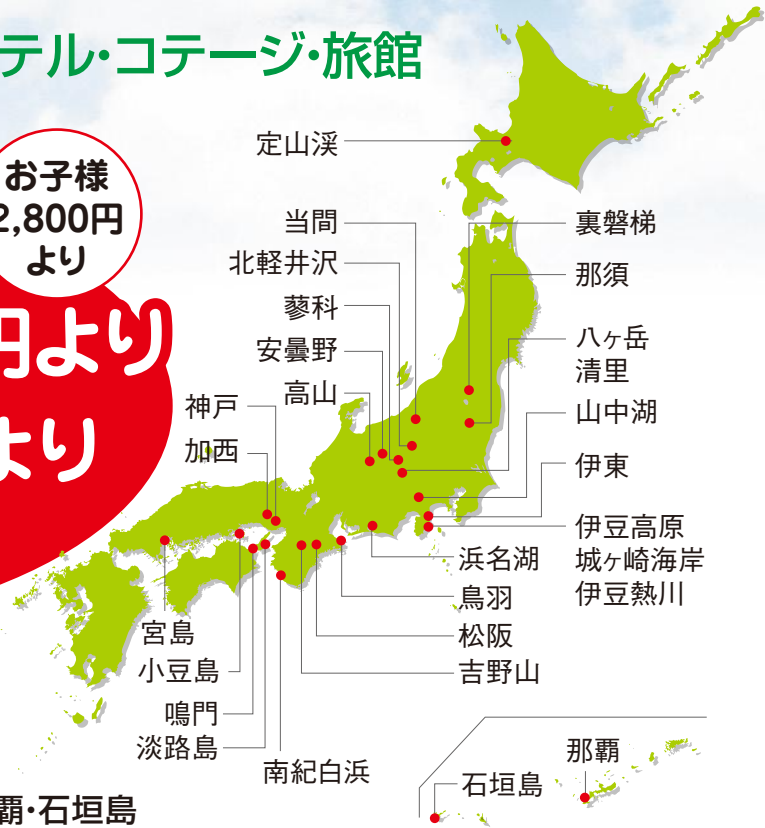 テル・コテージ・旅館
お子様
2,800円
より
円より
より
定山渓
当間
北軽井沢
蓼科
安曇野
高山
神戸
加西
裏磐梯
那須
八ヶ岳
清里
山中湖
伊東
伊豆高原
城ヶ崎海岸
伊豆熱川
浜名湖
鳥羽
松阪
吉野山
宮島
小豆島
鳴門
淡路島
南紀白浜
那覇
石垣島
覇・石垣島